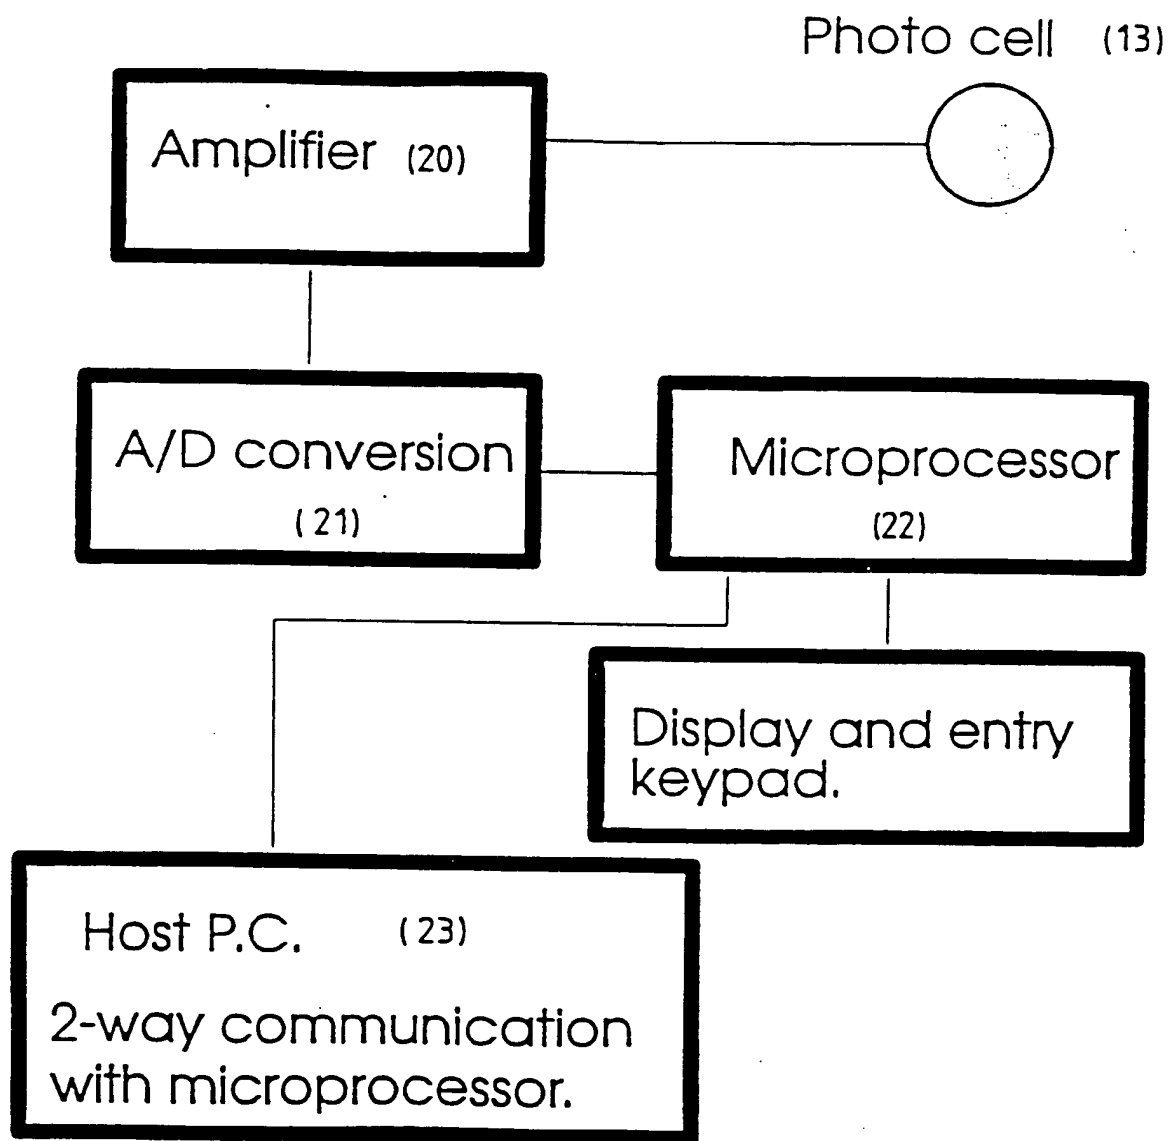 Photo cell (13)
Amplifier (20)
A/D conversion
(21)
Microprocessor
(22)
Display and entry
keypad.
Host P.C. (23)
2-way communication
with microprocessor.